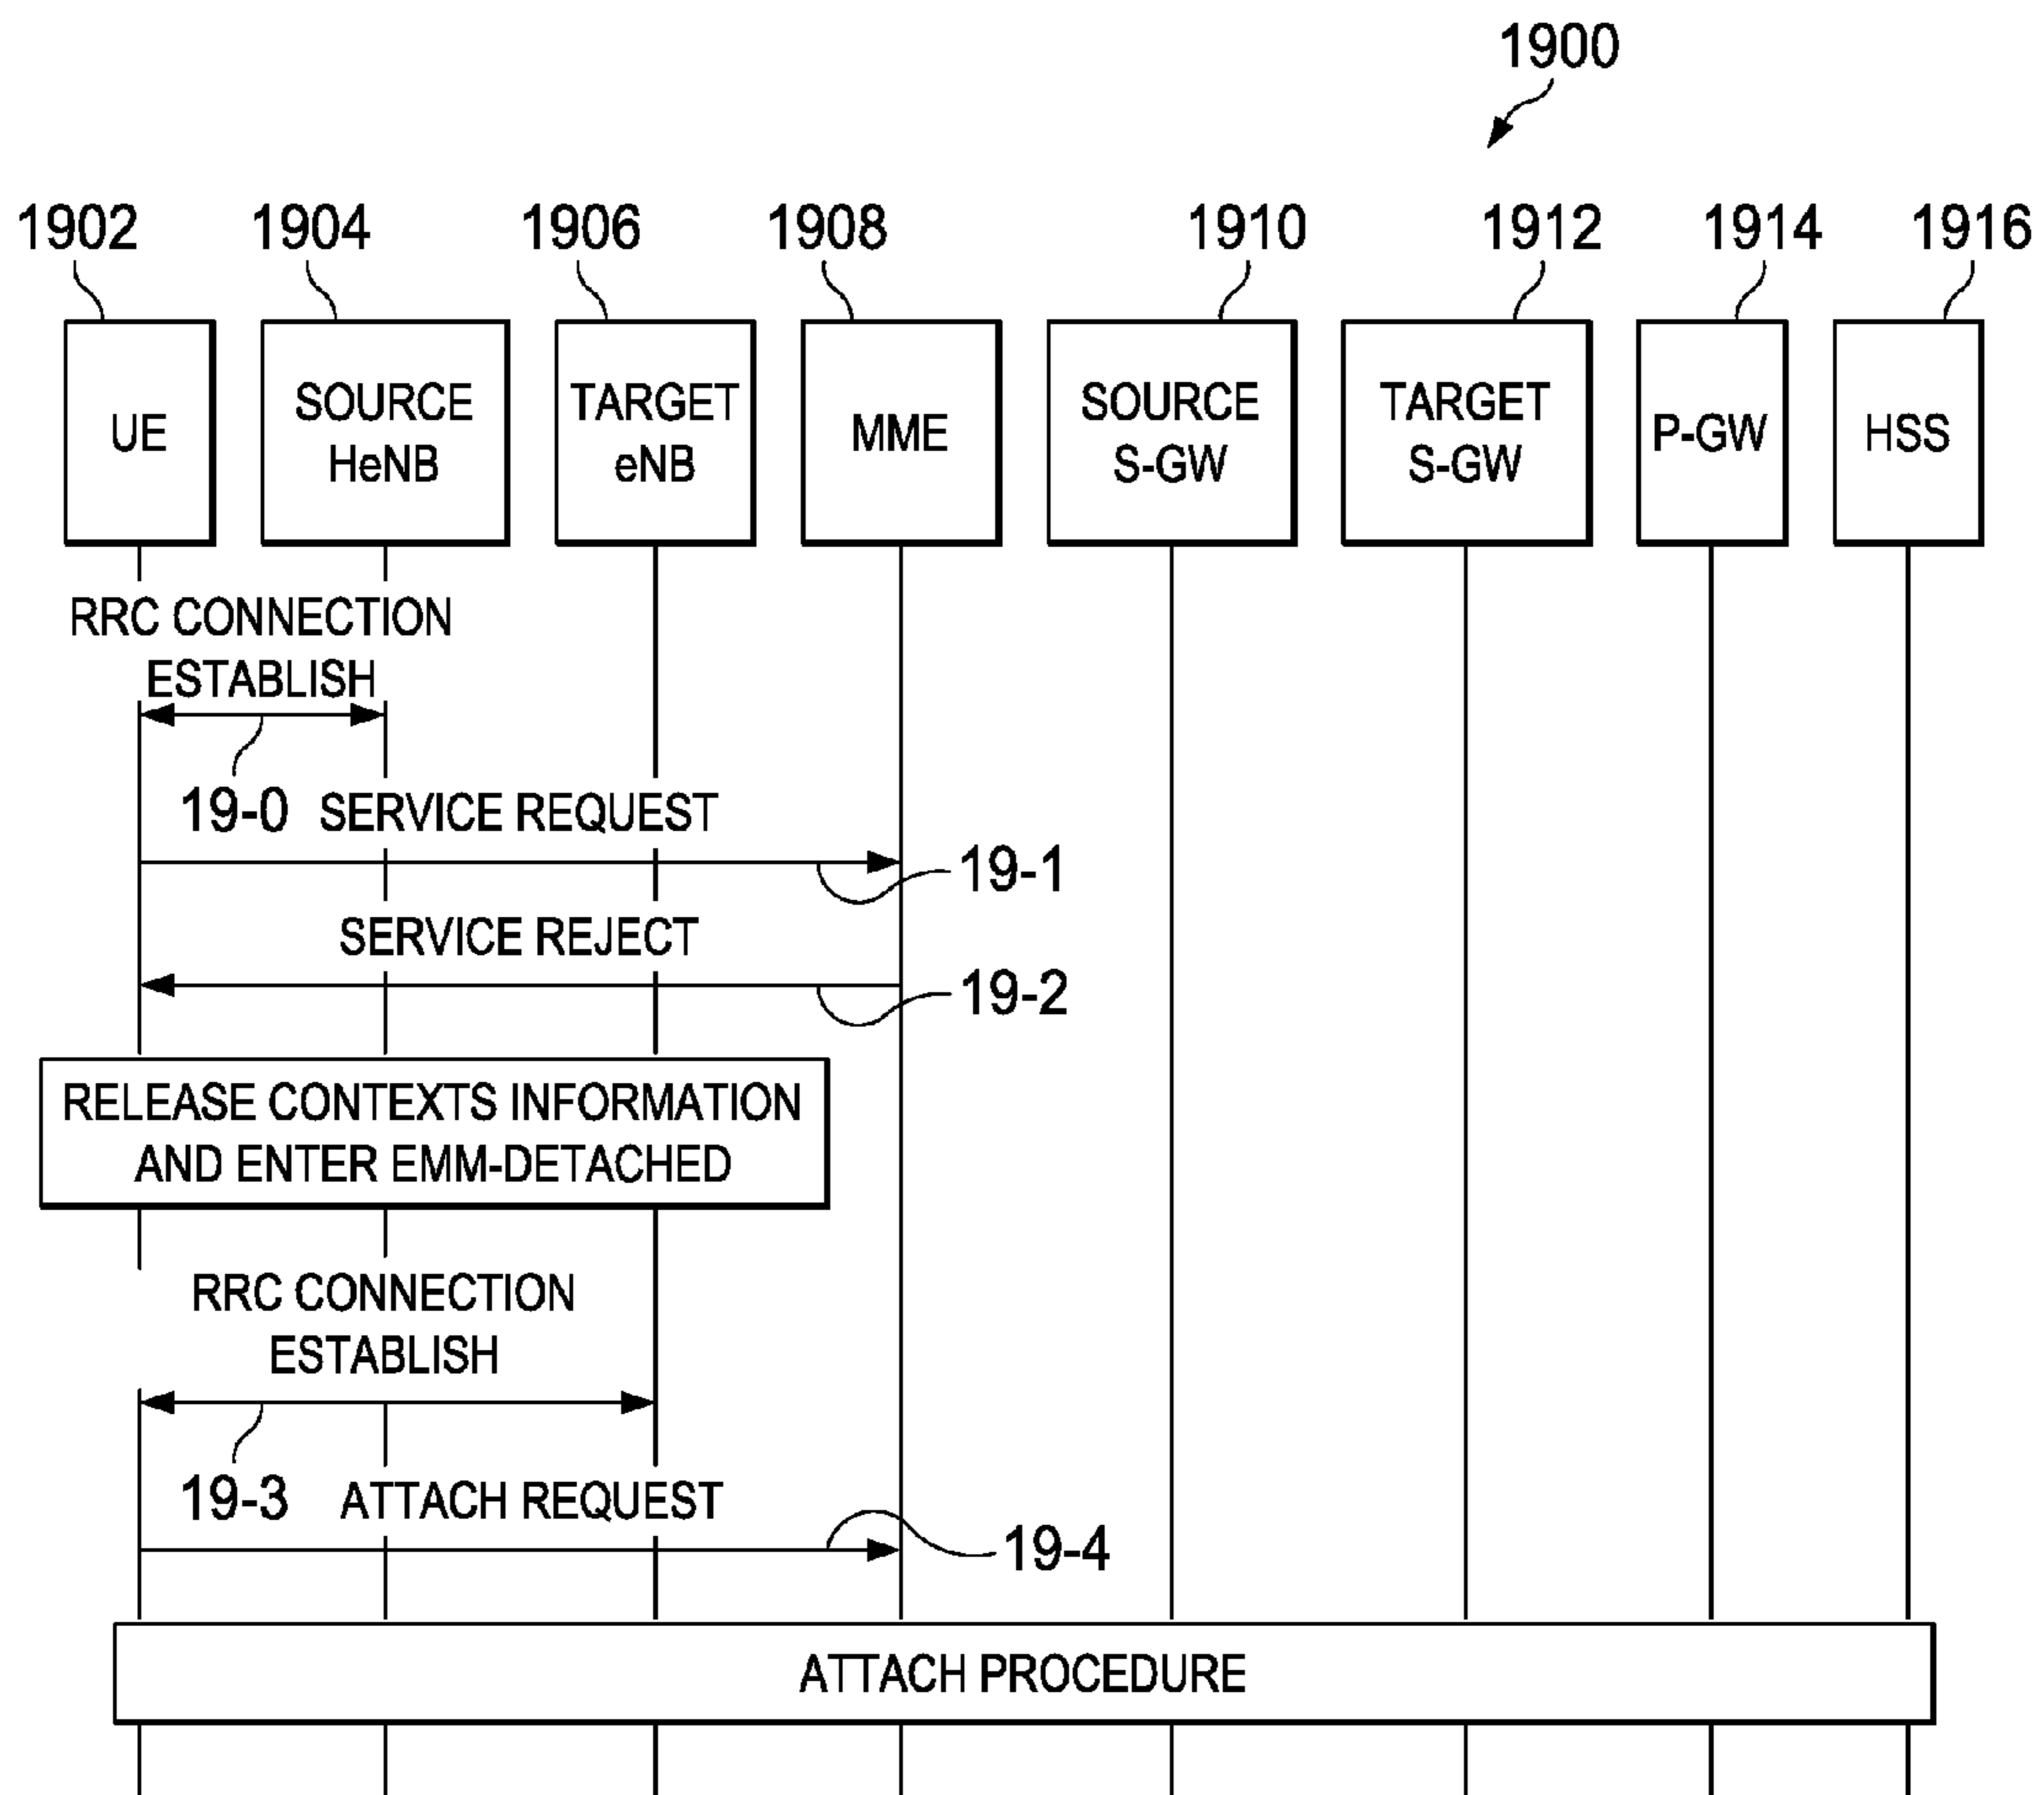 1900
1902
1904
1906
1908
1910
1912
1914
1916
UE
SOURCE
HeNB
TARGET
eNB
MME
SOURCE
S-GW
TARGET
S-GW
P-GW
HSS
RRC CONNECTION
ESTABLISH
19-0
SERVICE REQUEST
19-1
SERVICE REJECT
19-2
RELEASE CONTEXTS INFORMATION
AND ENTER EMM-DETACHED
RRC CONNECTION
ESTABLISH
19-3
ATTACH REQUEST
19-4
ATTACH PROCEDURE